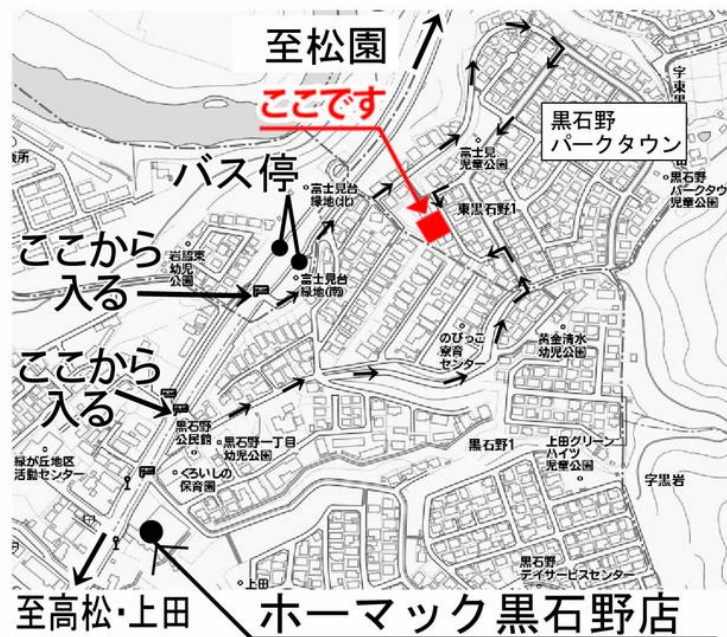 至松園
ここです
黒石野
パークタウン
富士見
児童公園
黒石野
パークタウ
児童公園
バス停
富士見台
緑地(北)
東黒石野1
ここから
入る
岩脇東
幼児
公園
富士見台
緑地(南)
のびっこ
寮育
センター
黄金清水
幼児公園
ここから
入る
黒石野
公民館
黒石野一丁目
幼児公園
黒石野1
上田グリーン
ハイツ
児童公園
緑が丘地区
活動センター
くろいしの
保育園
字黒岩
上田
黒石野
デイサービスセンター
至高松・上田
ホーマック黒石野店